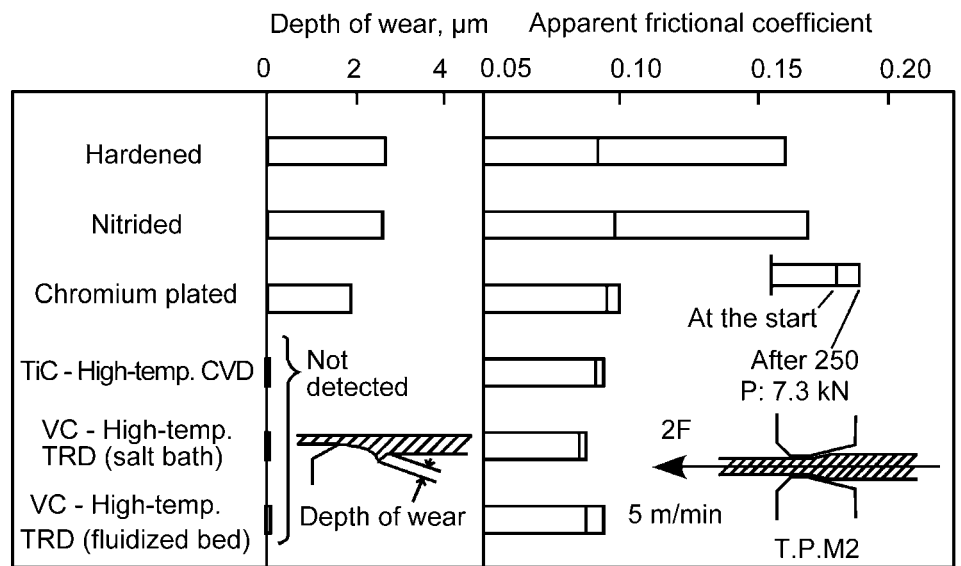 Depth of wear, µm
Apparent frictional coefficient
0
2
4
0.05
0.10
0.15
0.20
Hardened
Nitrided
Chromium plated
At the start
After 250
P: 7.3 kN
TiC - High-temp. CVD
Not
detected
VC - High-temp.
TRD (salt bath)
2F
VC - High-temp.
TRD (fluidized bed)
Depth of wear
5 m/min
T.P.M2